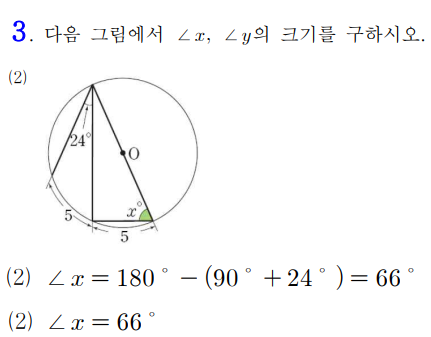 3. 다음 그림에서 ∠x, ∠y의 크기를 구하시오.
(2)
24°
O
x°
5
5
(2) ∠x = 180° − (90° + 24°) = 66°
(2) ∠x = 66°